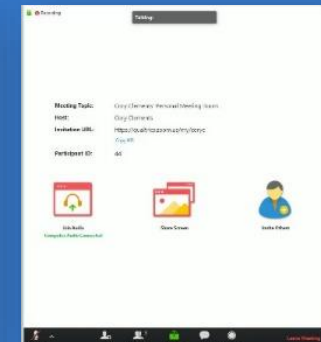 Recording
Talking:
Meeting Topic: Cory Clements' Personal Meeting Room
Host: Cory Clements
Invitation URL:
Copy URL
Participant ID: 44
Join Audio
Computer Audio Connected
Share Screen
Invite Others
Leave Meeting